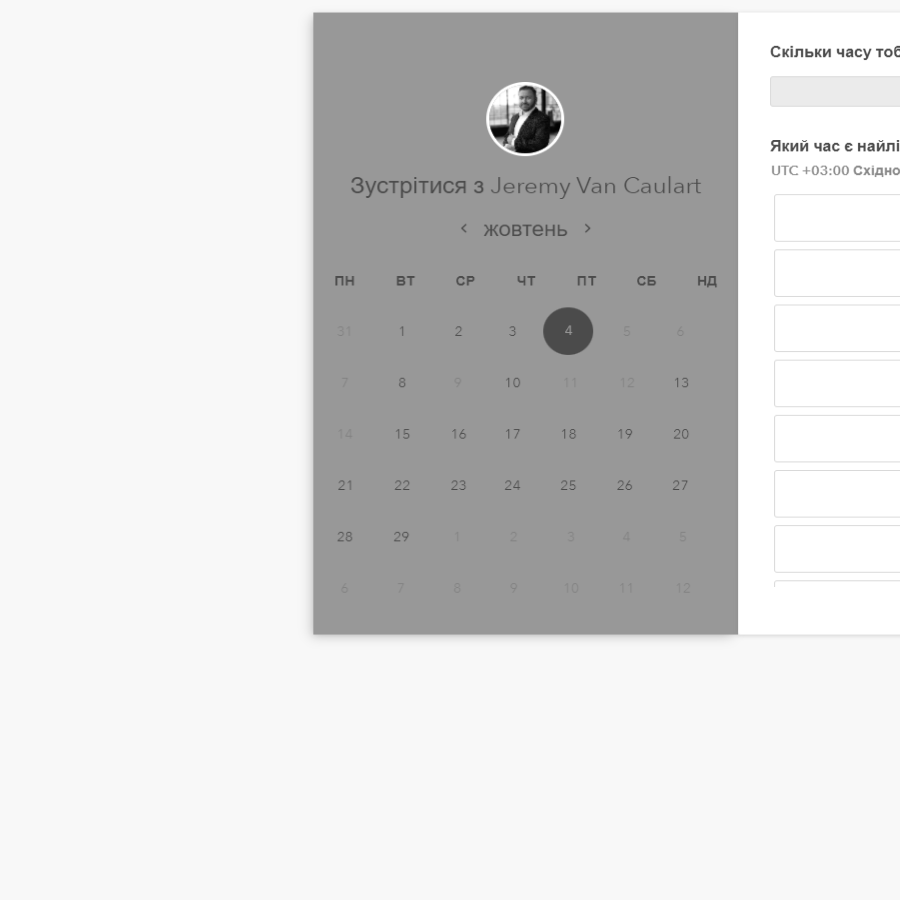 Зустрітися з Jeremy Van Caulart
жовтень
ПН ВТ СР ЧТ ПТ СБ НД
31 1 2 3 4 5 6
7 8 9 10 11 12 13
14 15 16 17 18 19 20
21 22 23 24 25 26 27
28 29 1 2 3 4 5
6 7 8 9 10 11 12
Скільки часу тоб
Який час є найлі
UTC +03:00 Східно